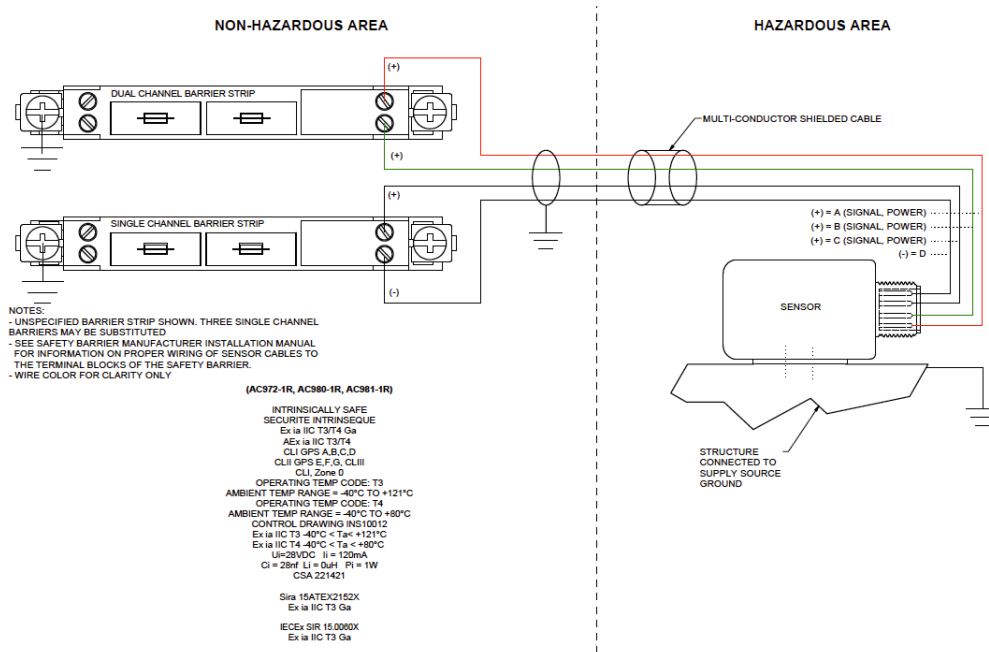 NON-HAZARDOUS AREA
HAZARDOUS AREA
(+)
DUAL CHANNEL BARRIER STRIP
MULTI-CONDUCTOR SHIELDED CABLE
(+)
(+)
SINGLE CHANNEL BARRIER STRIP
(-)
(+) = A (SIGNAL, POWER)
(+) = B (SIGNAL, POWER)
(+) = C (SIGNAL, POWER)
(-) = D
SENSOR
STRUCTURE
CONNECTED TO
SUPPLY SOURCE
GROUND
NOTES:
- UNSPECIFIED BARRIER STRIP SHOWN. THREE SINGLE CHANNEL
BARRIERS MAY BE SUBSTITUTED
- SEE SAFETY BARRIER MANUFACTURER INSTALLATION MANUAL
FOR INFORMATION ON PROPER WIRING OF SENSOR CABLES TO
THE TERMINAL BLOCKS OF THE SAFETY BARRIER.
- WIRE COLOR FOR CLARITY ONLY
(AC972-1R, AC980-1R, AC981-1R)
INTRINSICALLY SAFE
SECURITE INTRINSEQUE
Ex ia IIC T3/T4 Ga
AEx ia IIC T3/T4
CLI GPS A,B,C,D
CLII GPS E,F,G, CLIII
CLI, Zone 0
OPERATING TEMP CODE: T3
AMBIENT TEMP RANGE = -40°C TO +121°C
OPERATING TEMP CODE: T4
AMBIENT TEMP RANGE = -40°C TO +80°C
CONTROL DRAWING INS10012
Ex ia IIC T3 -40°C < Ta< +121°C
Ex ia IIC T4 -40°C < Ta < +80°C
Ui=28VDC Ii = 120mA
Ci = 28nf Li = 0uH Pi = 1W
CSA 221421
Sira 15ATEX2152X
Ex ia IIC T3 Ga
IECEx SIR 15.0080X
Ex ia IIC T3 Ga